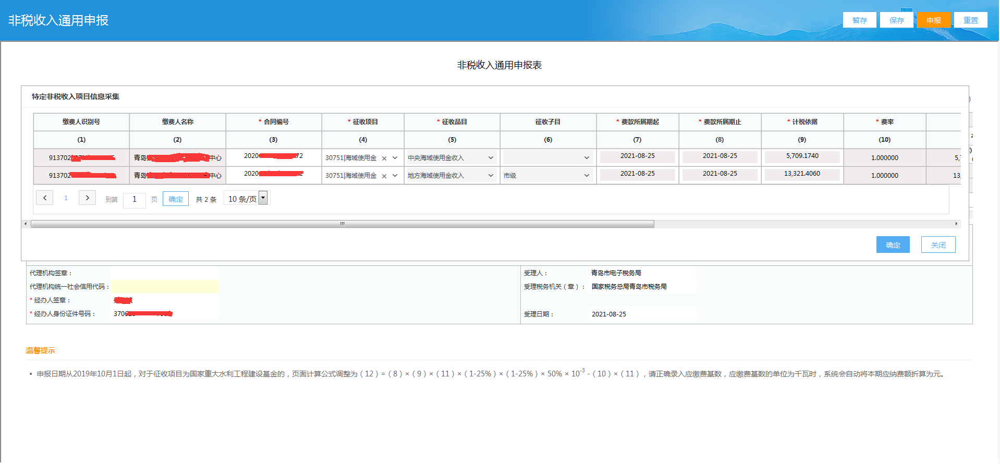 非税收入通用申报
暂存 保存 申报 重置
非税收入通用申报表
特定非税收入项目信息采集
缴费人识别号 缴费人名称 * 合同编号 * 征收项目 * 征收品目 征收子目 * 费款所属期起 * 费款所属期止 * 计税依据 * 费率
(1) (2) (3) (4) (5) (6) (7) (8) (9) (10)
913702 青岛 中心 2020 72 30751|海域使用金 中央海域使用金收入 2021-08-25 2021-08-25 5,709.1740 1.000000 5,
913702 青岛 中心 2020 30751|海域使用金 地方海域使用金收入 市级 2021-08-25 2021-08-25 13,321.4060 1.000000 13,
1 到第 1 页 确定 共 2 条 10 条/页
确定 关闭
代理机构签章： 受理人： 青岛市电子税务局
代理机构统一社会信用代码： 受理税务机关（章）： 国家税务总局青岛市税务局
* 经办人签章：
* 经办人身份证件号码： 370 受理日期： 2021-08-25
温馨提示
• 申报日期从2019年10月1日起，对于征收项目为国家重大水利工程建设基金的，页面计算公式调整为（12）=（8）×（9）×（11）×（1-25%）×（1-25%）× 50% × 10-3 -（10）×（11），请正确录入应缴费基数，应缴费基数的单位为千瓦时，系统会自动将本期应纳费额折算为元。